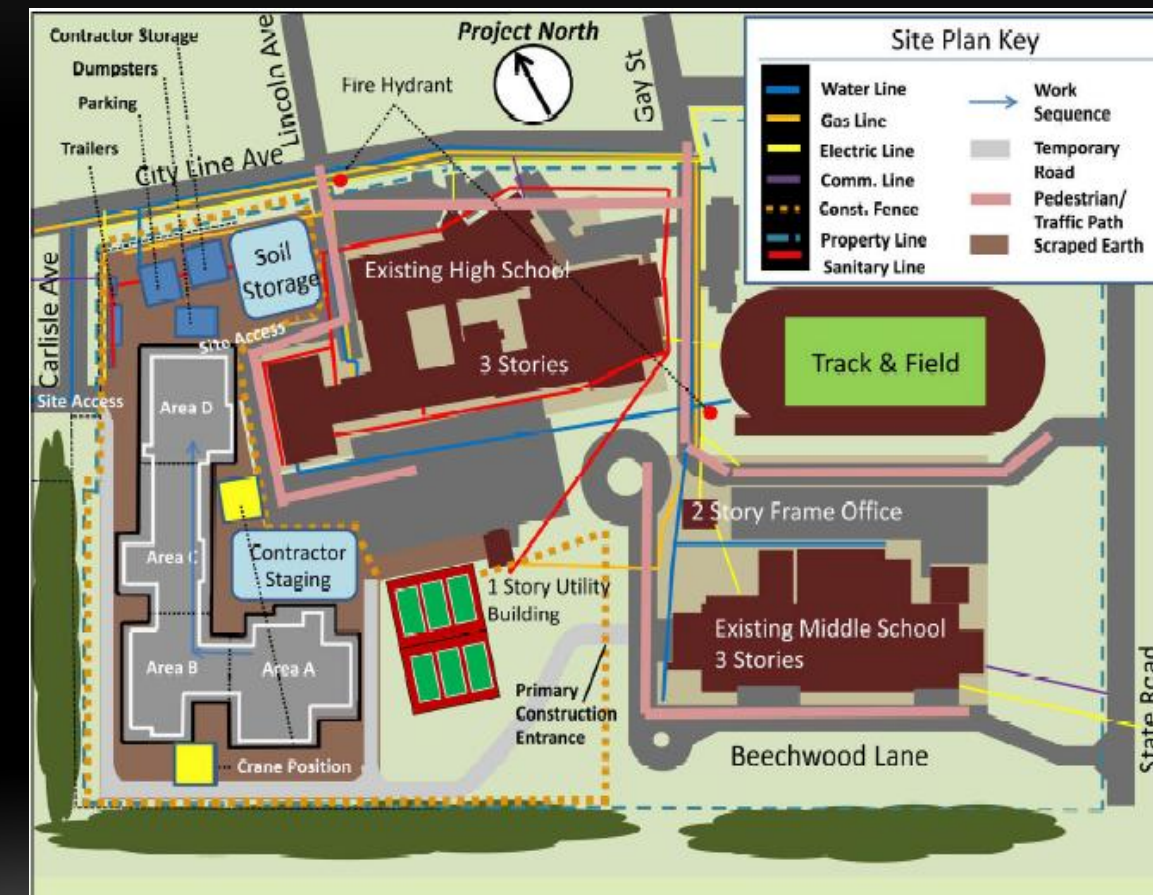 Contractor Storage
Dumpsters
Parking
Trailers
Lincoln Ave
Project North
Fire Hydrant
Gay St
City Line Ave
Site Plan Key
Water Line
Gas Line
Electric Line
Comm. Line
Const. Fence
Property Line
Sanitary Line
Work
Sequence
Temporary
Road
Pedestrian/
Traffic Path
Scraped Earth
Carlisle Ave
Soil
Storage
Existing High School
3 Stories
Site Access
Site Access
Track & Field
Area D
Area C
Area B
Area A
Contractor
Staging
2 Story Frame Office
1 Story Utility
Building
Existing Middle School
3 Stories
Primary
Construction
Entrance
Crane Position
Beechwood Lane
State Road